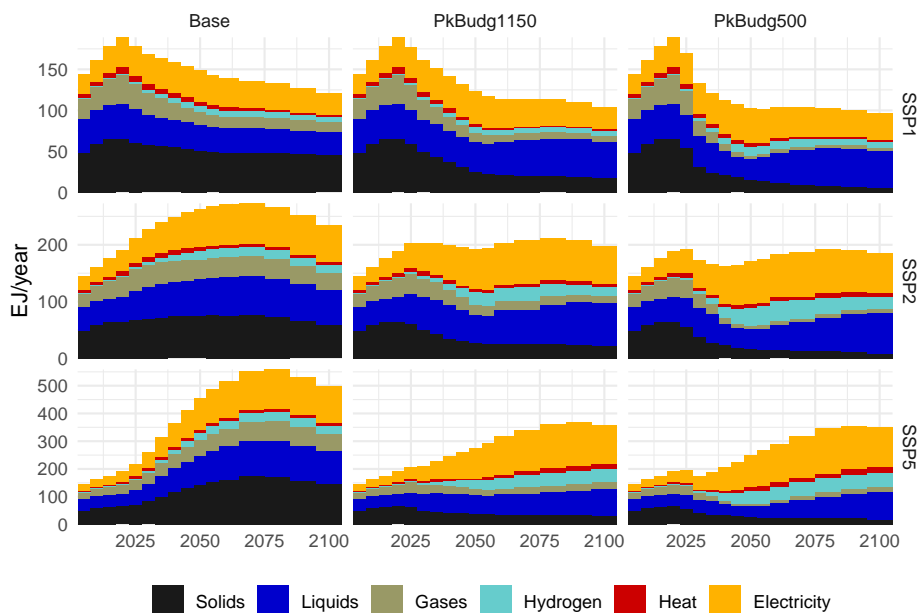 Base PkBudg1150 PkBudg500
150
100
50
0
SSP1
200
100
0
SSP2
500
400
300
200
100
0
SSP5
EJ/year
2025 2050 2075 2100 2025 2050 2075 2100 2025 2050 2075 2100
Solids Liquids Gases Hydrogen Heat Electricity